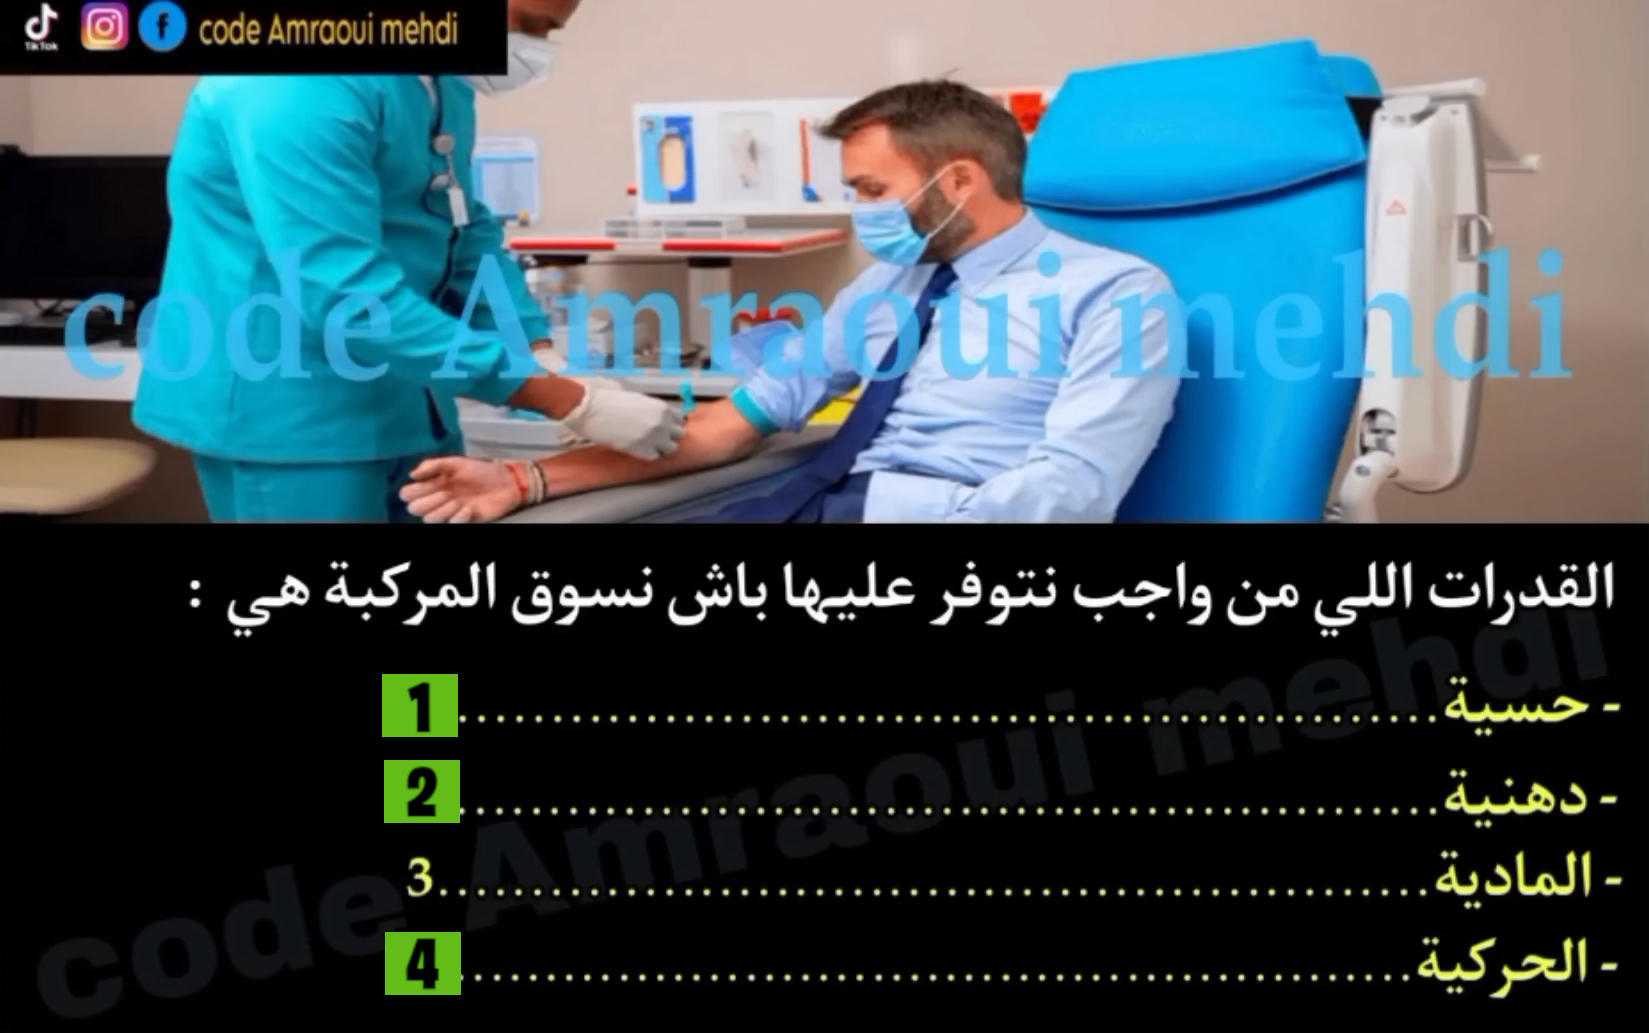 TikTok code Amraoui mehdi
code Amraoui mehdi
القدرات اللي من واجب نتوفر عليها باش نسوق المركبة هي :
- حسية................................................ 1
- دهنية................................................ 2
- المادية................................................3
- الحركية................................................ 4
code Amraoui mehdi